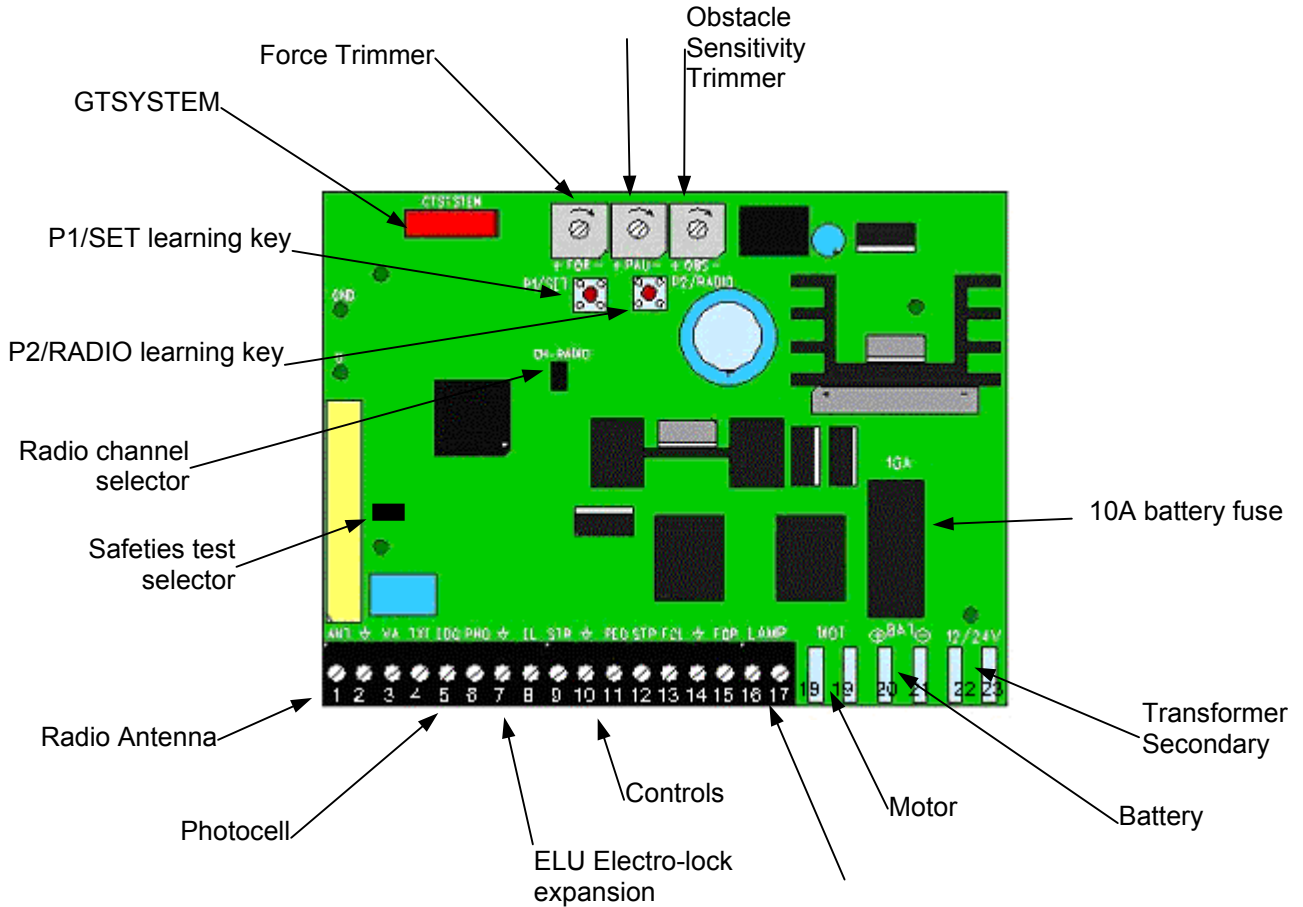 Obstacle
Sensitivity
Trimmer
Force Trimmer
GTSYSTEM
P1/SET learning key
P2/RADIO learning key
Radio channel
selector
Safeties test
selector
Radio Antenna
Photocell
ELU Electro-lock
expansion
Controls
Motor
Battery
Transformer
Secondary
10A battery fuse
GTSYSTEM
+ FOR - + PAU - + OBS -
P1/SET P2/RADIO
GND
CH-RADIO
10A
ANT VA TXT PHO IL STR PED STP FCL FOP LAMP MOT BAT 12/24V
1 2 3 4 5 6 7 8 9 10 11 12 13 14 15 16 17 18 19 20 21 22 23